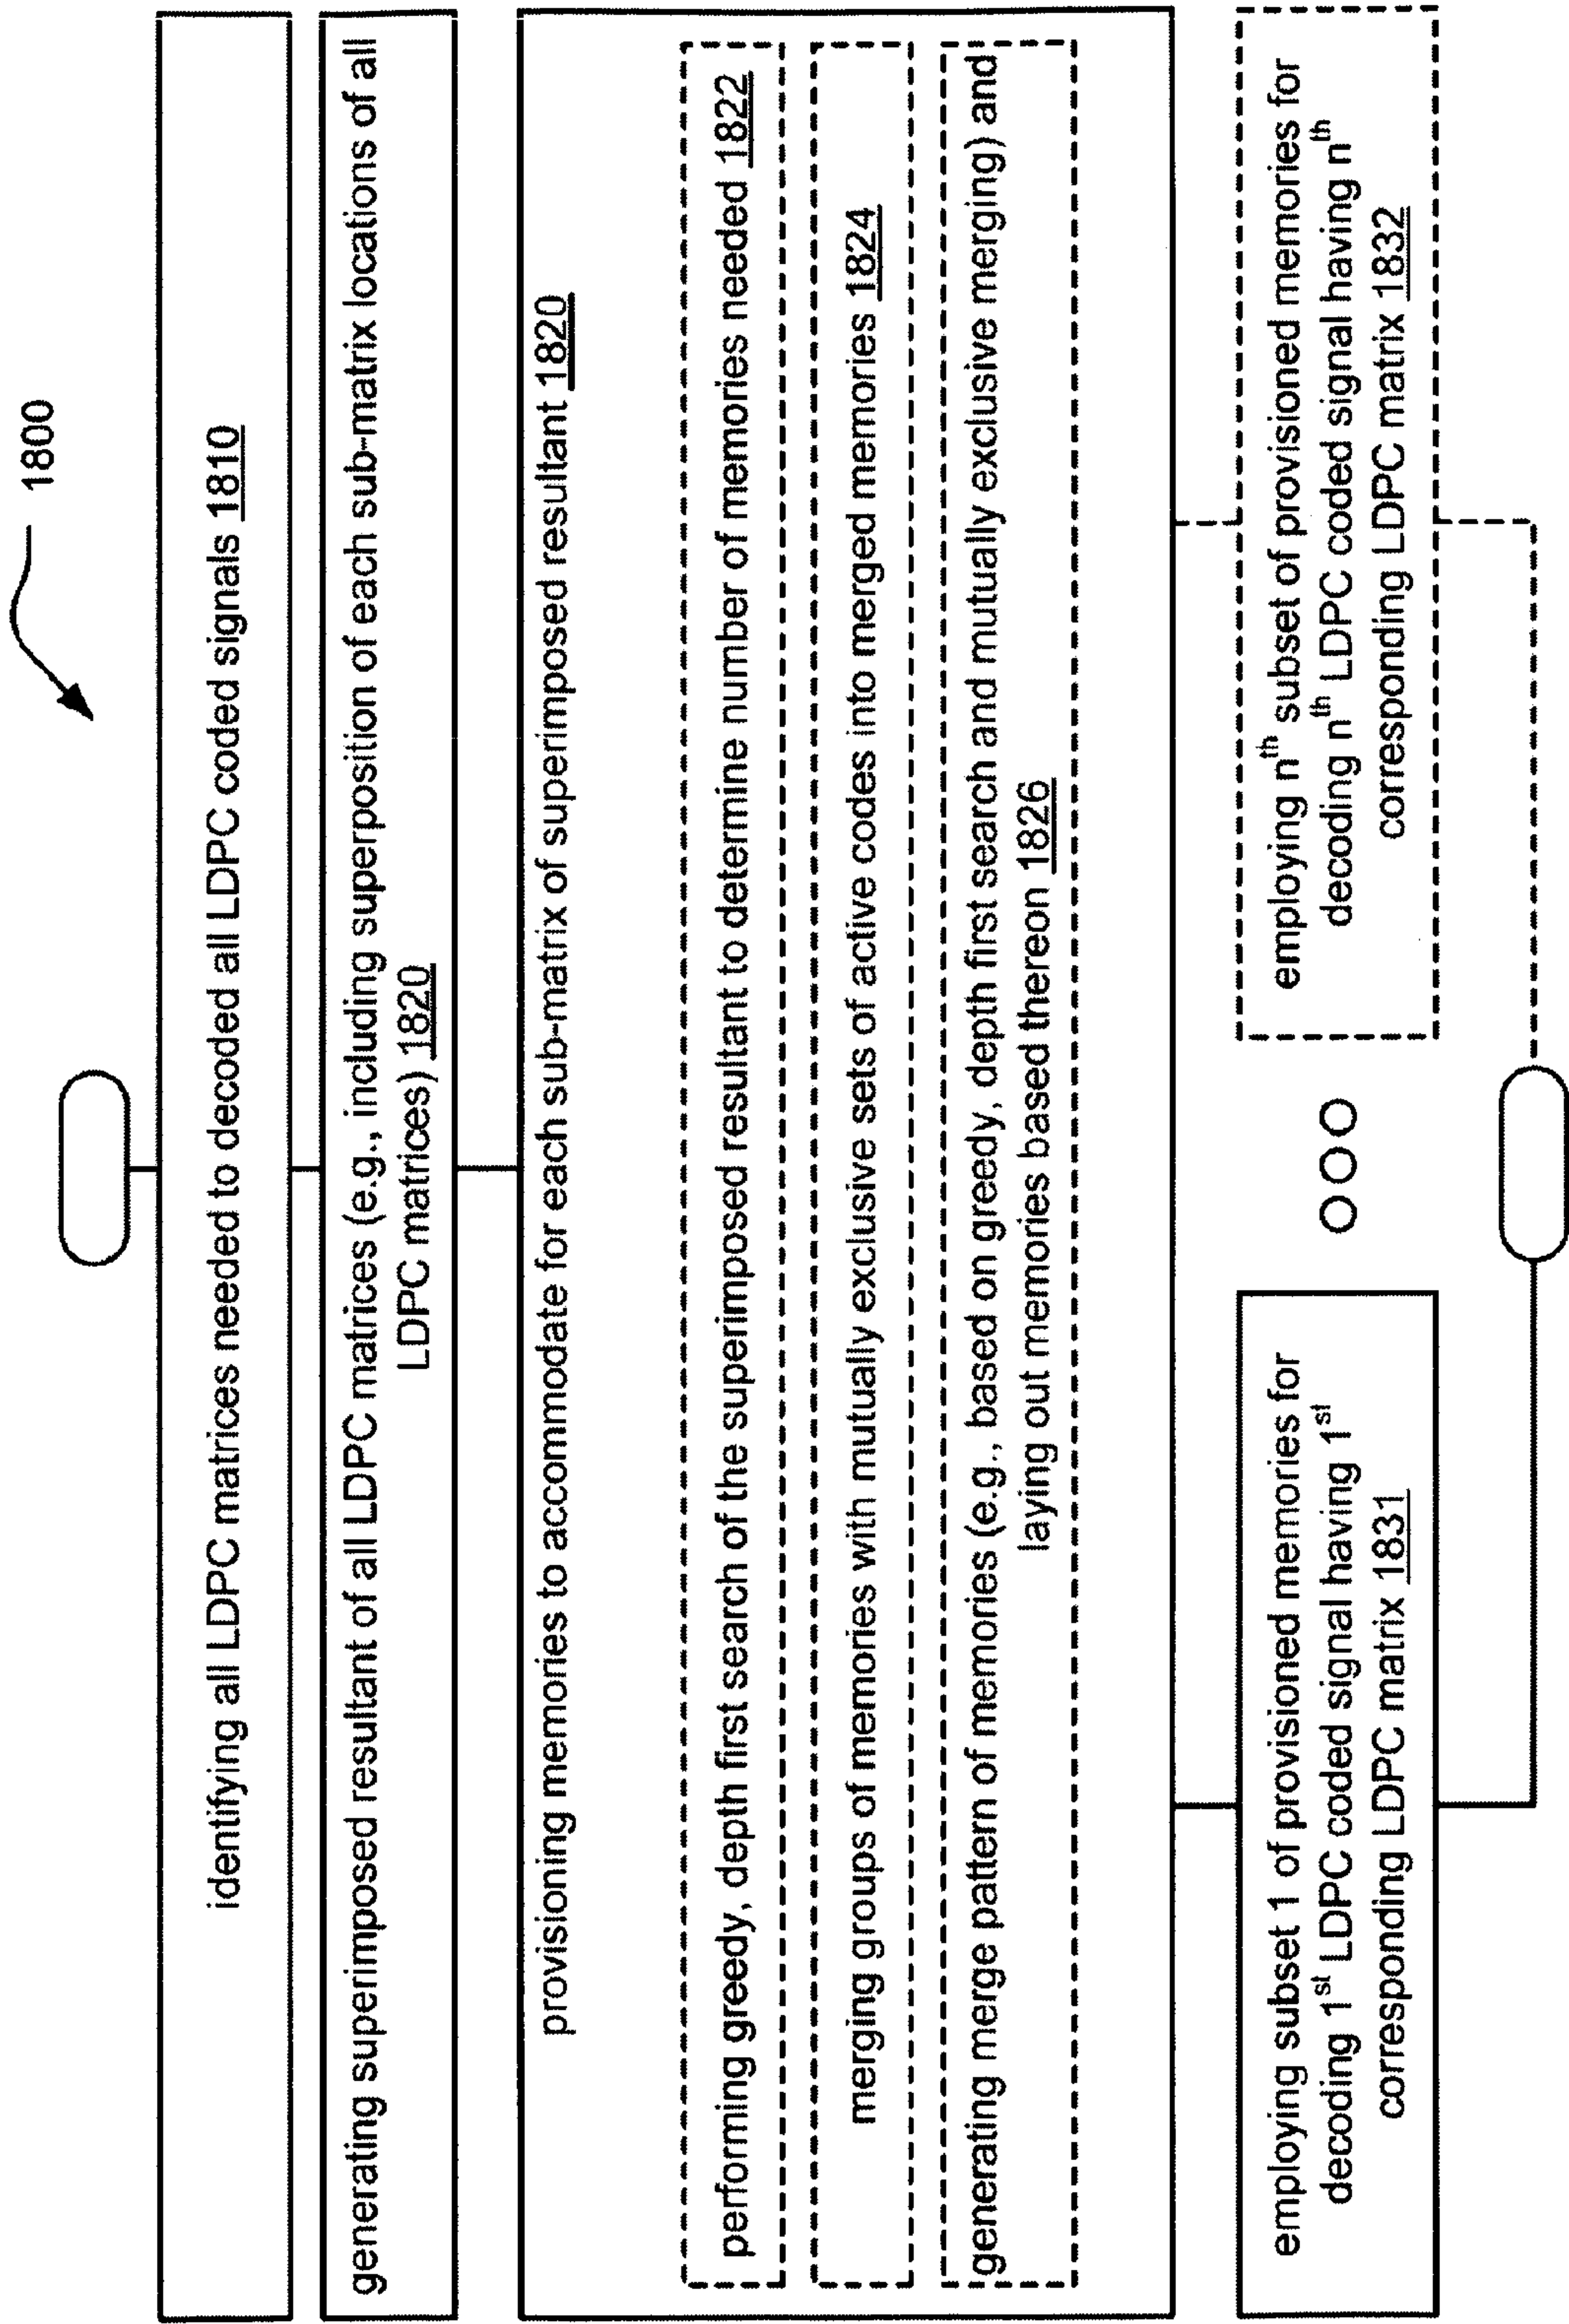 1800
identifying all LDPC matrices needed to decoded all LDPC coded signals 1810
generating superimposed resultant of all LDPC matrices (e.g., including superposition of each sub-matrix locations of all
LDPC matrices) 1820
provisioning memories to accommodate for each sub-matrix of superimposed resultant 1820
performing greedy, depth first search of the superimposed resultant to determine number of memories needed 1822
merging groups of memories with mutually exclusive sets of active codes into merged memories 1824
generating merge pattern of memories (e.g., based on greedy, depth first search and mutually exclusive merging) and
laying out memories based thereon 1826
employing subset 1 of provisioned memories for
decoding 1st LDPC coded signal having 1st
corresponding LDPC matrix 1831
employing nth subset of provisioned memories for
decoding nth LDPC coded signal having nth
corresponding LDPC matrix 1832